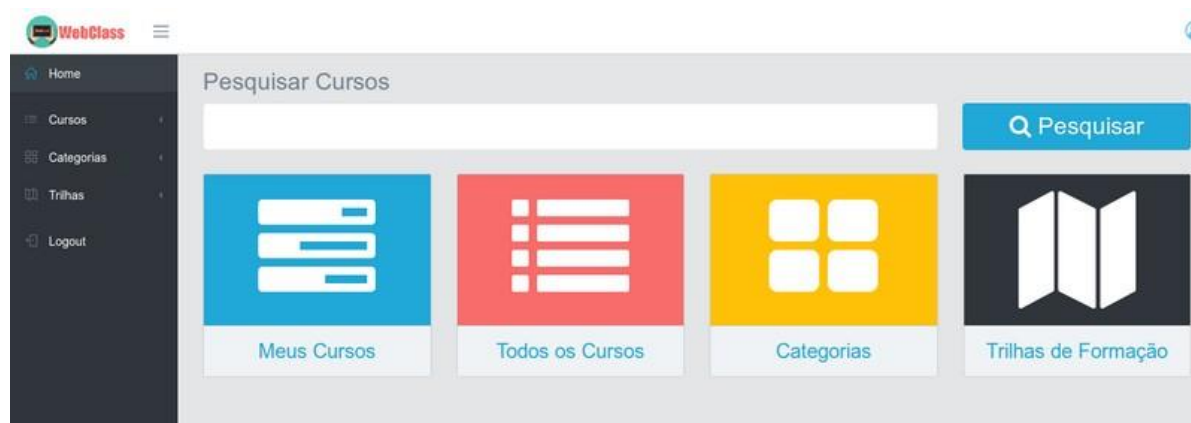 WebClass
Home
Cursos
Categorias
Trilhas
Logout
Pesquisar Cursos
Pesquisar
Meus Cursos
Todos os Cursos
Categorias
Trilhas de Formação